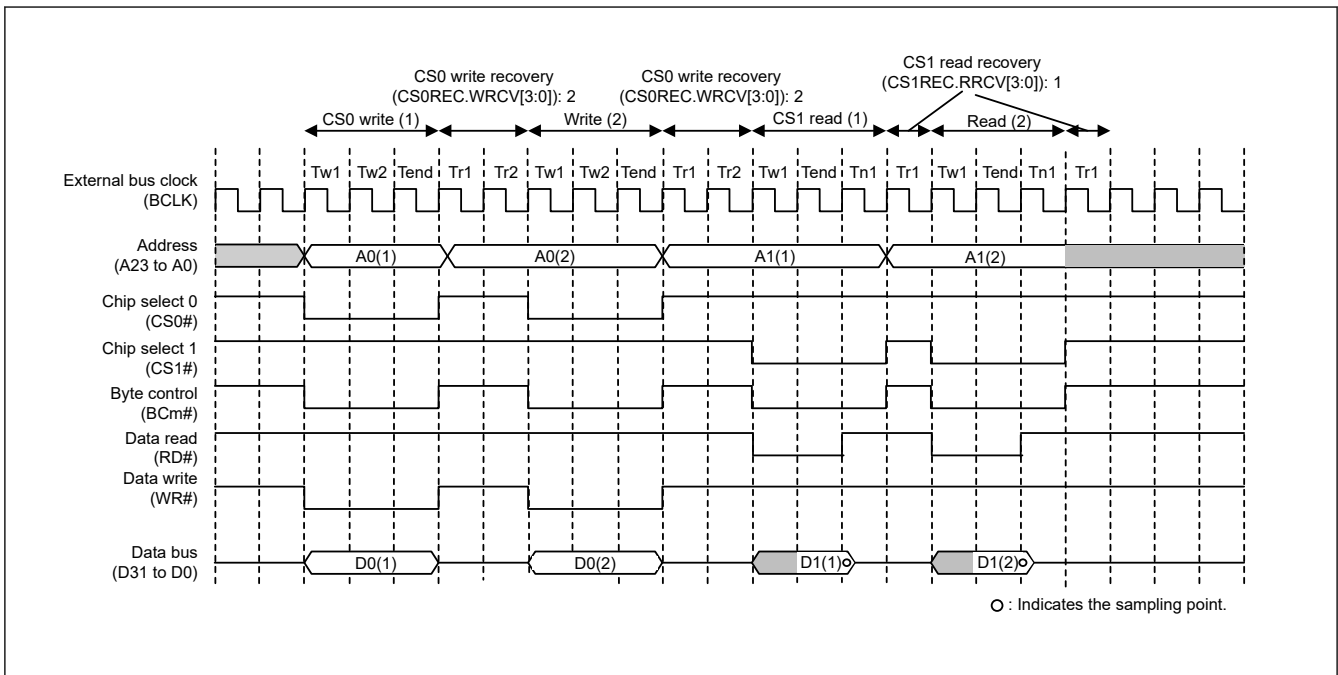 CS1 read recovery
(CS1REC.RRCV[3:0]): 1
CS0 write recovery
(CS0REC.WRCV[3:0]): 2
CS0 write recovery
(CS0REC.WRCV[3:0]): 2
CS0 write (1)
Write (2)
CS1 read (1)
Read (2)
Tw1 Tw2 Tend Tr1 Tr2 Tw1 Tw2 Tend Tr1 Tr2 Tw1 Tend Tn1 Tr1 Tw1 Tend Tn1 Tr1
External bus clock
(BCLK)
Address
(A23 to A0)
A0(1) A0(2) A1(1) A1(2)
Chip select 0
(CS0#)
Chip select 1
(CS1#)
Byte control
(BCm#)
Data read
(RD#)
Data write
(WR#)
Data bus
(D31 to D0)
D0(1) D0(2) D1(1) D1(2)
: Indicates the sampling point.